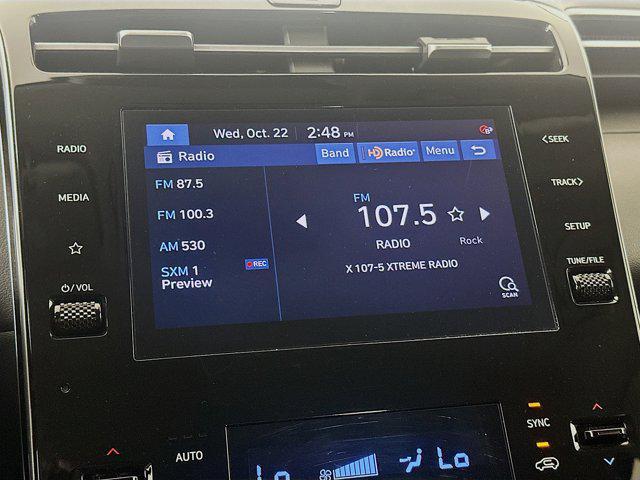 Wed, Oct. 22 2:48 PM
Radio Band HD Radio Menu
FM 87.5
FM 100.3
AM 530
SXM 1 REC
Preview
FM
107.5
RADIO Rock
X 107-5 XTREME RADIO
SCAN
RADIO
MEDIA
/ VOL
AUTO
<SEEK
TRACK>
SETUP
TUNE/FILE
SYNC
Lo Lo